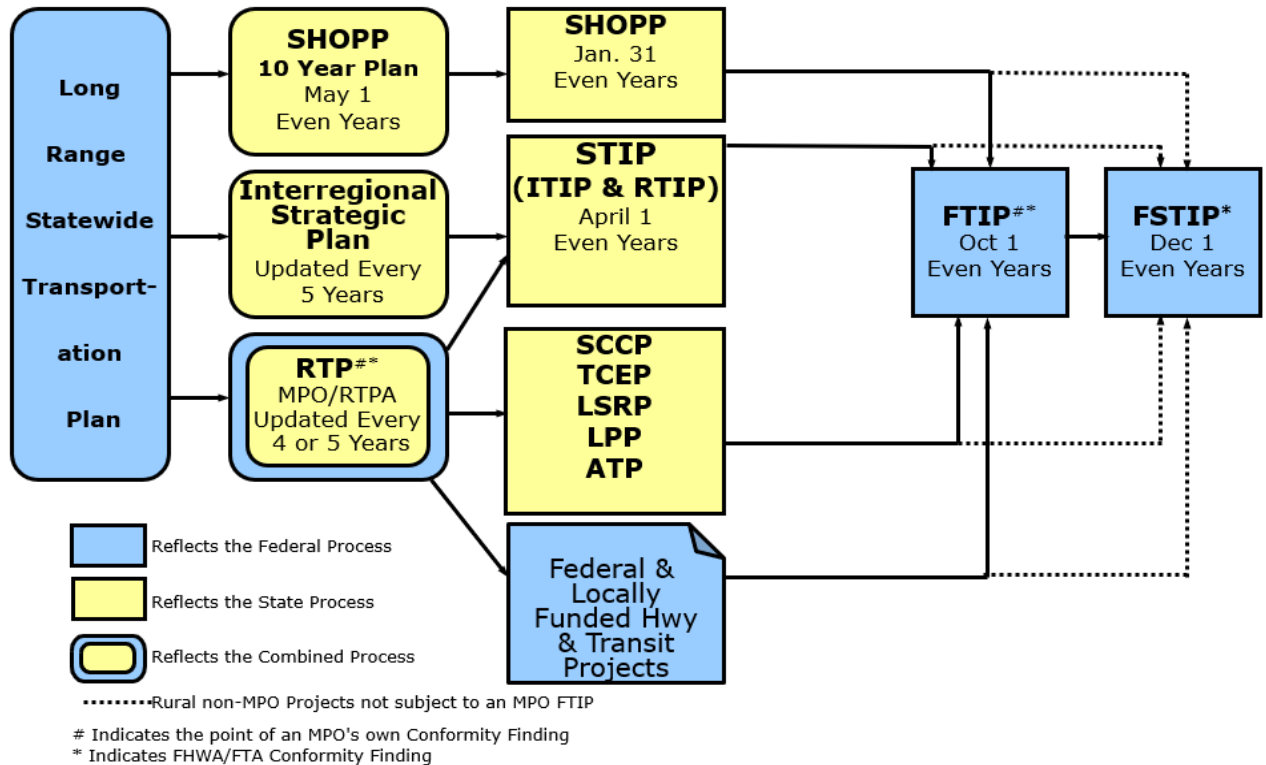 Long
Range
Statewide
Transport-
ation
Plan
SHOPP
10 Year Plan
May 1
Even Years
Interregional
Strategic
Plan
Updated Every
5 Years
RTP#*
MPO/RTPA
Updated Every
4 or 5 Years
SHOPP
Jan. 31
Even Years
STIP
(ITIP & RTIP)
April 1
Even Years
SCCP
TCEP
LSRP
LPP
ATP
Federal &
Locally
Funded Hwy
& Transit
Projects
FTIP#*
Oct 1
Even Years
FSTIP*
Dec 1
Even Years
Reflects the Federal Process
Reflects the State Process
Reflects the Combined Process
Rural non-MPO Projects not subject to an MPO FTIP
# Indicates the point of an MPO's own Conformity Finding
* Indicates FHWA/FTA Conformity Finding